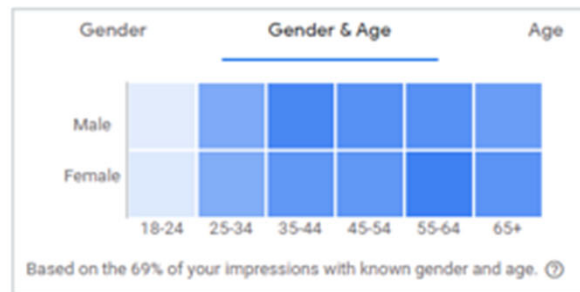 Gender Gender & Age Age
Male
Female
18-24 25-34 35-44 45-54 55-64 65+
Based on the 69% of your impressions with known gender and age. ?